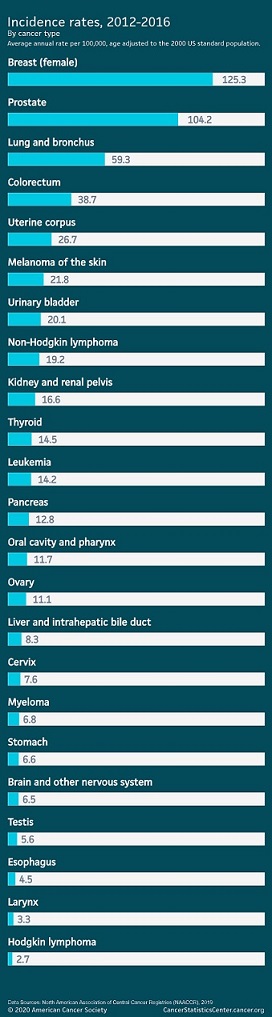 Incidence rates, 2012-2016
By cancer type
Average annual rate per 100,000, age adjusted to the 2000 US standard population.
Breast (female)
125.3
Prostate
104.2
Lung and bronchus
59.3
Colorectum
38.7
Uterine corpus
26.7
Melanoma of the skin
21.8
Urinary bladder
20.1
Non-Hodgkin lymphoma
19.2
Kidney and renal pelvis
16.6
Thyroid
14.5
Leukemia
14.2
Pancreas
12.8
Oral cavity and pharynx
11.7
Ovary
11.1
Liver and intrahepatic bile duct
8.3
Cervix
7.6
Myeloma
6.8
Stomach
6.6
Brain and other nervous system
6.5
Testis
5.6
Esophagus
4.5
Larynx
3.3
Hodgkin lymphoma
2.7
Data Sources: North American Association of Central Cancer Registries (NAACCR), 2019
© 2020 American Cancer Society CancerStatisticsCenter.cancer.org